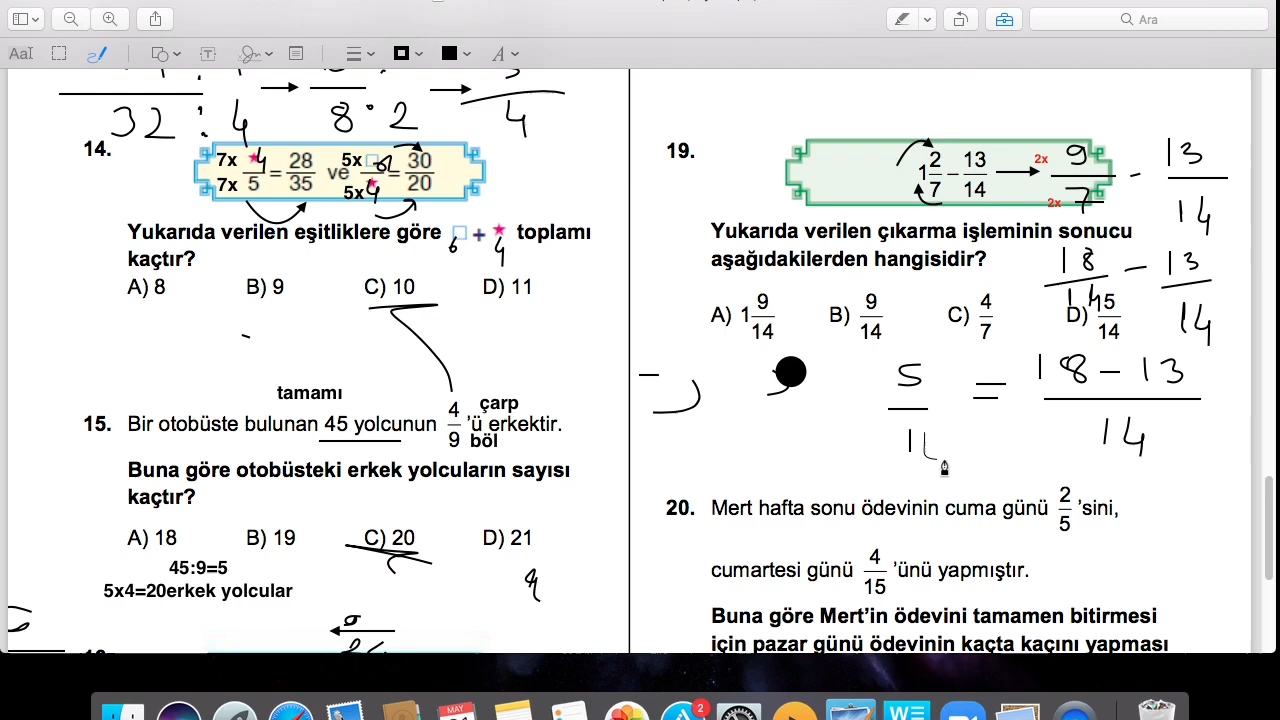 Ara
AaI
T
A
32 : 4
8 : 2
4
14.
7x 4 28 5x 6 30
7x 5 = 35 ve 5x 4 = 20
Yukarıda verilen eşitliklere göre □ + ★ toplamı
6 4
kaçtır?
A) 8 B) 9 C) 10 D) 11
tamamı
15. Bir otobüste bulunan 45 yolcunun 4/9 'ü erkektir.
çarp
böl
Buna göre otobüsteki erkek yolcuların sayısı
kaçtır?
A) 18 B) 19 C) 20 D) 21
45:9=5
5x4=20erkek yolcular
19.
1 2/7 − 13/14 → 2x 9 / 2x 7 − 13/14
Yukarıda verilen çıkarma işleminin sonucu
aşağıdakilerden hangisidir?
18/14 − 13/14
A) 1 9/14 B) 9/14 C) 4/7 D) 15/14
5 = 18 − 13
14
20. Mert hafta sonu ödevinin cuma günü 2/5 'sini,
cumartesi günü 4/15 'ünü yapmıştır.
Buna göre Mert'in ödevini tamamen bitirmesi
için pazar günü ödevinin kaçta kaçını yapması
2
W